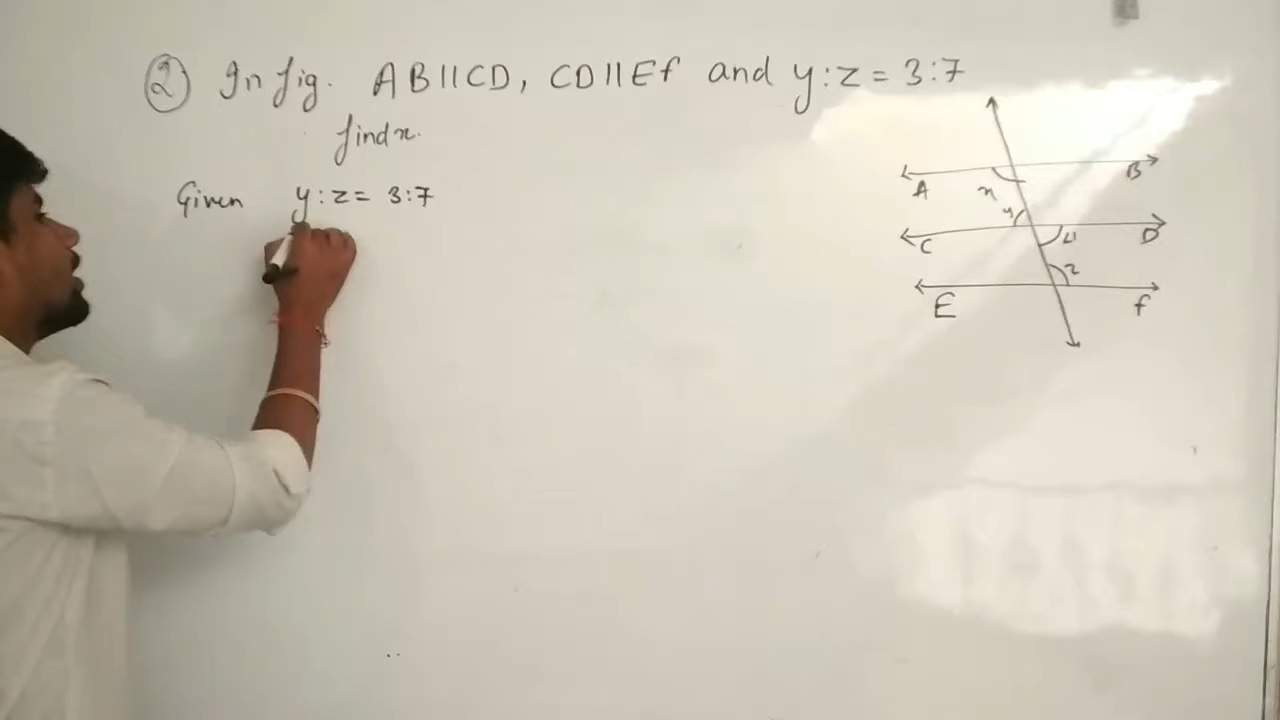 ② In fig. AB||CD, CD||Ef and y:z = 3:7
find x.
Given y:z = 3:7
A
B
x
y
C
D
z
E
f